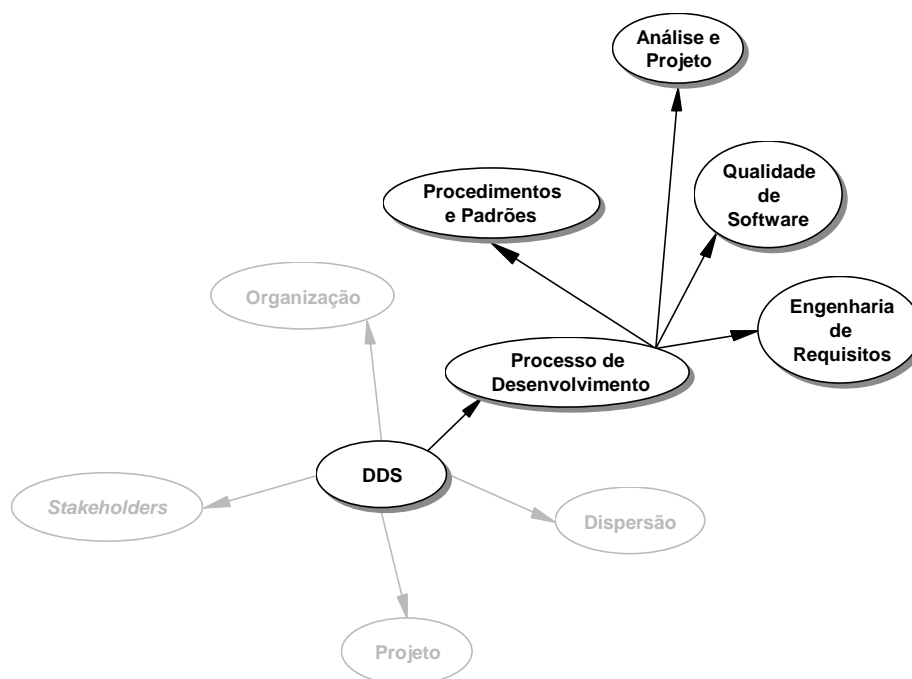 Análise e
Projeto
Qualidade
de
Software
Procedimentos
e Padrões
Organização
Engenharia
de
Requisitos
Processo de
Desenvolvimento
DDS
Stakeholders
Dispersão
Projeto